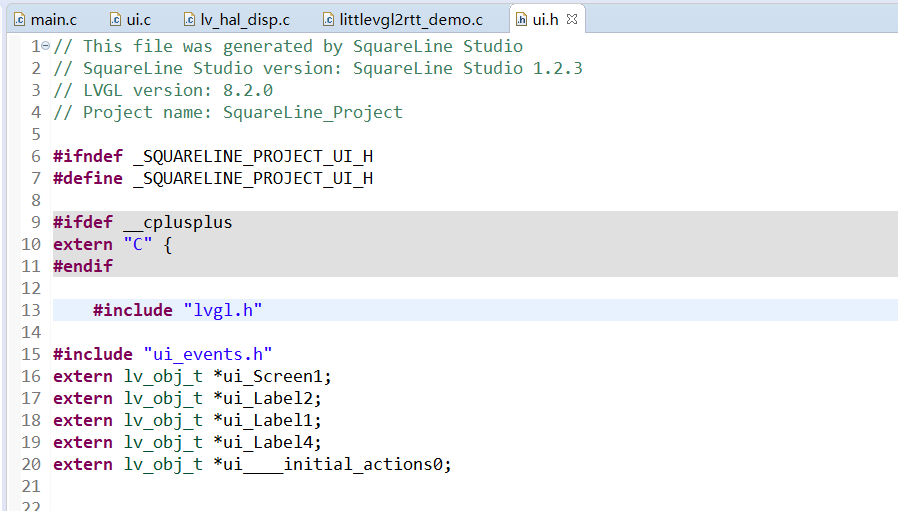 main.c ui.c lv_hal_disp.c littlevgl2rtt_demo.c ui.h
1 // This file was generated by SquareLine Studio
2 // SquareLine Studio version: SquareLine Studio 1.2.3
3 // LVGL version: 8.2.0
4 // Project name: SquareLine_Project
5
6 #ifndef _SQUARELINE_PROJECT_UI_H
7 #define _SQUARELINE_PROJECT_UI_H
8
9 #ifdef __cplusplus
10 extern "C" {
11 #endif
12
13     #include "lvgl.h"
14
15 #include "ui_events.h"
16 extern lv_obj_t *ui_Screen1;
17 extern lv_obj_t *ui_Label2;
18 extern lv_obj_t *ui_Label1;
19 extern lv_obj_t *ui_Label4;
20 extern lv_obj_t *ui____initial_actions0;
21
22